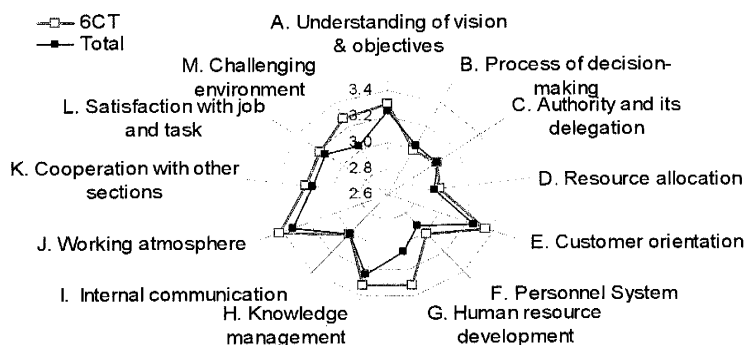 6CT
Total
A. Understanding of vision
& objectives
B. Process of decision-
making
C. Authority and its
delegation
D. Resource allocation
E. Customer orientation
F. Personnel System
G. Human resource
development
H. Knowledge
management
I. Internal communication
J. Working atmosphere
K. Cooperation with other
sections
L. Satisfaction with job
and task
M. Challenging
environment
3.4
3.2
3.0
2.8
2.6